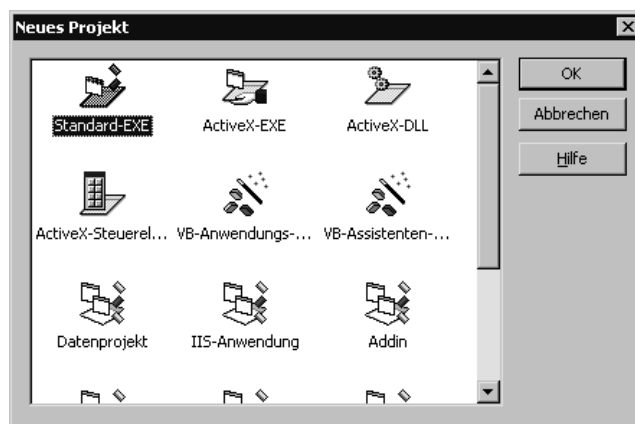 Neues Projekt
OK
Abbrechen
Hilfe
Standard-EXE
ActiveX-EXE
ActiveX-DLL
ActiveX-Steuerel...
VB-Anwendungs-...
VB-Assistenten-...
Datenprojekt
IIS-Anwendung
Addin